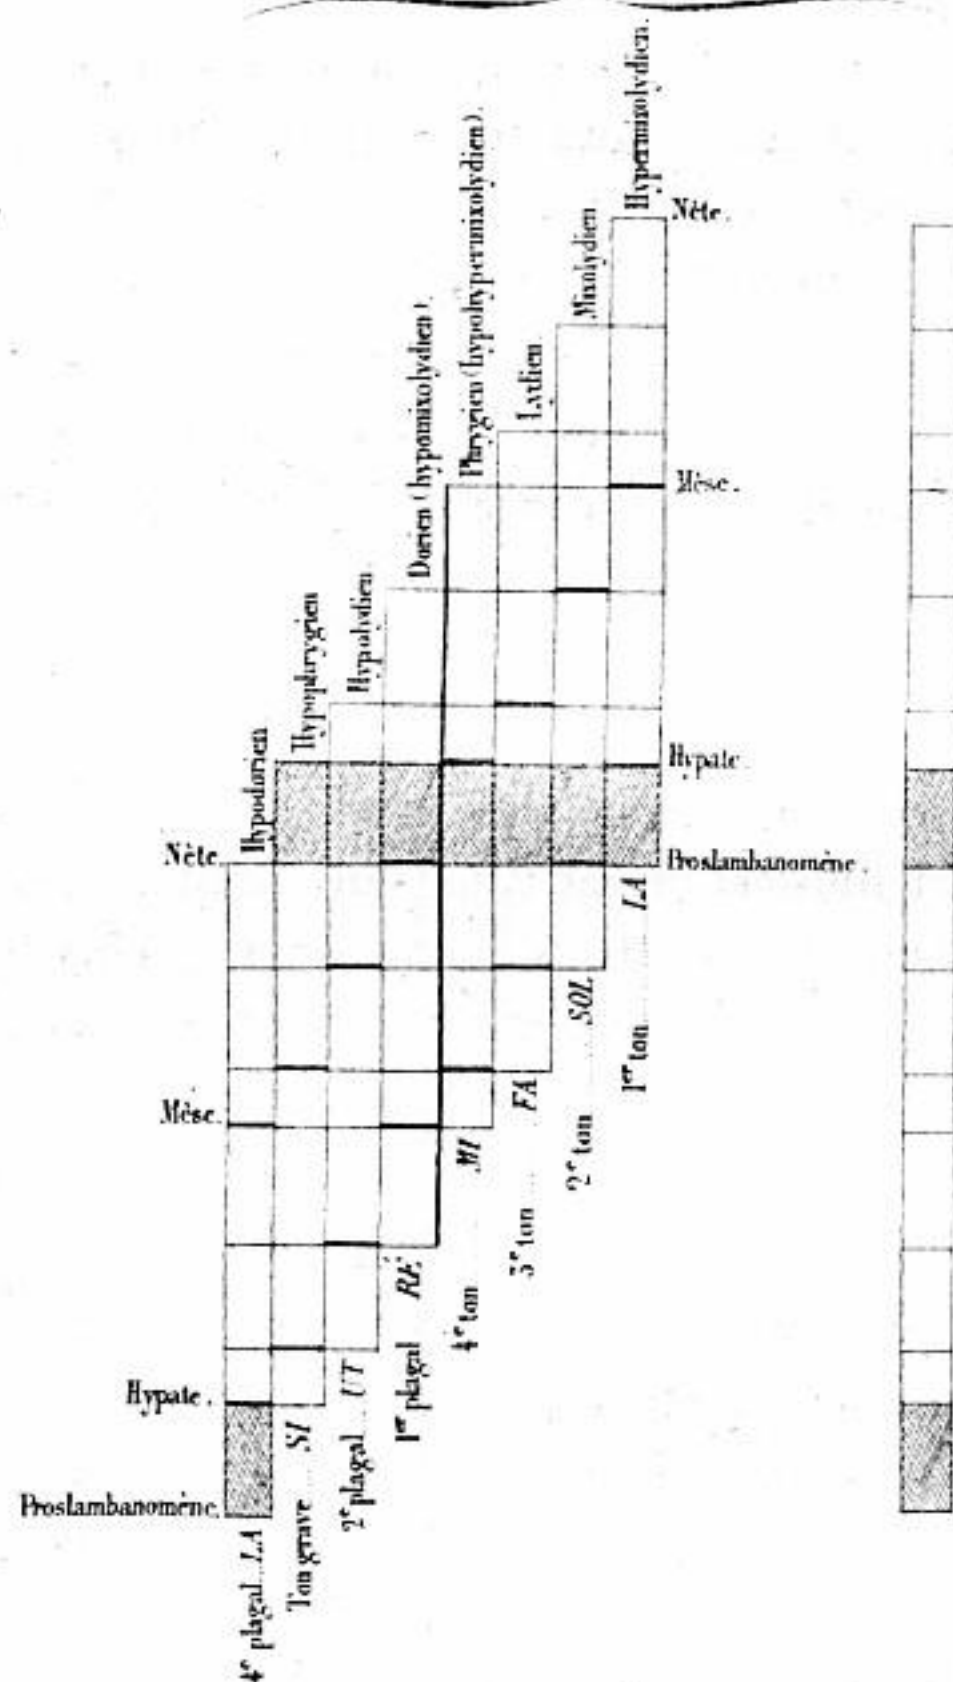 Hypermixolydien.
Nète.
Mixolydien
Lydien
Phrygien (hypohypermixolydien).
Mèse.
Dorien (hypomixolydien).
Hypolydien.
Hypophrygien
Hypodorien
Hypate
Nète
Proslambanomène.
LA
1er ton
SOL
2e ton
FA
3e ton
MI
4e ton
Mèse.
RÉ
1er plagal
UT
2e plagal
Hypate.
SI
Ton grave
Proslambanomène.
4e plagal...LA